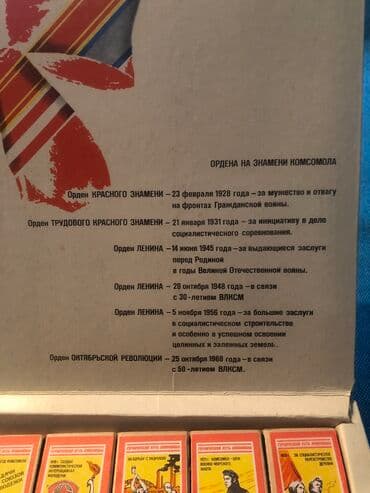 ОРДЕНА НА ЗНАМЕНИ КОМСОМОЛА
Орден КРАСНОГО ЗНАМЕНИ – 23 февраля 1928 года – за мужество и отвагу
на фронтах Гражданской войны.
Орден ТРУДОВОГО КРАСНОГО ЗНАМЕНИ – 21 января 1931 года – за инициативу в деле
социалистического соревнования.
Орден ЛЕНИНА – 14 июня 1945 года – за выдающиеся заслуги
перед Родиной
в годы Великой Отечественной войны.
Орден ЛЕНИНА – 28 октября 1948 года – в связи
с 30-летием ВЛКСМ
Орден ЛЕНИНА – 5 ноября 1956 года – за большие заслуги
в социалистическом строительстве
и особенно в успешном освоении
целинных и залежных земель.
Орден ОКТЯБРЬСКОЙ РЕВОЛЮЦИИ – 25 октября 1968 года – в связи
с 50-летием ВЛКСМ.